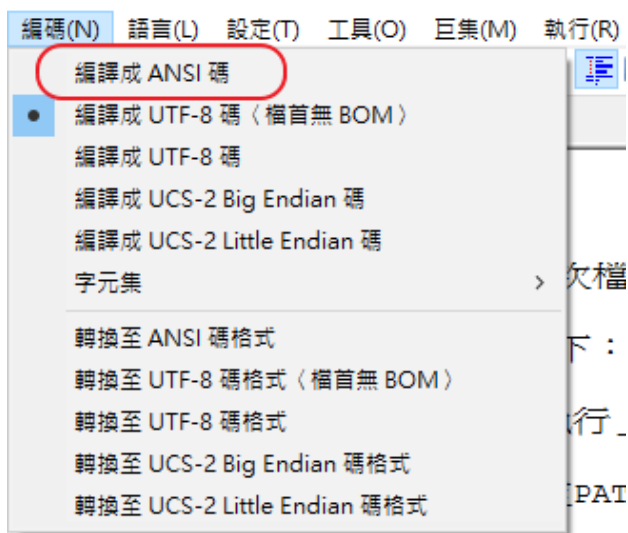 編碼(N) 語言(L) 設定(T) 工具(O) 巨集(M) 執行(R)
編譯成 ANSI 碼
編譯成 UTF-8 碼〈檔首無 BOM〉
編譯成 UTF-8 碼
編譯成 UCS-2 Big Endian 碼
編譯成 UCS-2 Little Endian 碼
字元集
次檔
下：
轉換至 ANSI 碼格式
轉換至 UTF-8 碼格式〈檔首無 BOM〉
轉換至 UTF-8 碼格式
行
轉換至 UCS-2 Big Endian 碼格式
轉換至 UCS-2 Little Endian 碼格式
PAT